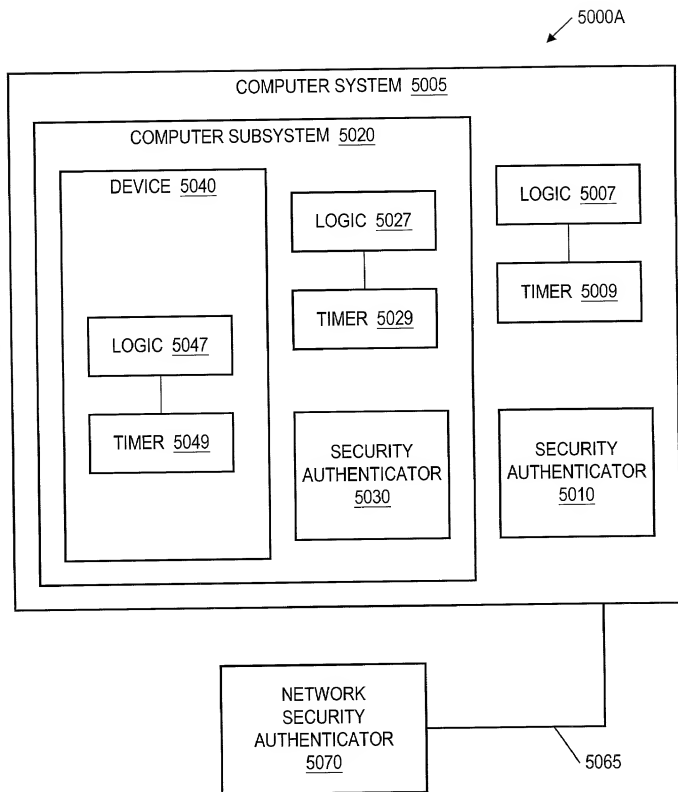 5000A
COMPUTER SYSTEM 5005
COMPUTER SUBSYSTEM 5020
DEVICE 5040
LOGIC 5027
TIMER 5029
LOGIC 5007
TIMER 5009
LOGIC 5047
TIMER 5049
SECURITY
AUTHENTICATOR
5030
SECURITY
AUTHENTICATOR
5010
NETWORK
SECURITY
AUTHENTICATOR
5070
5065